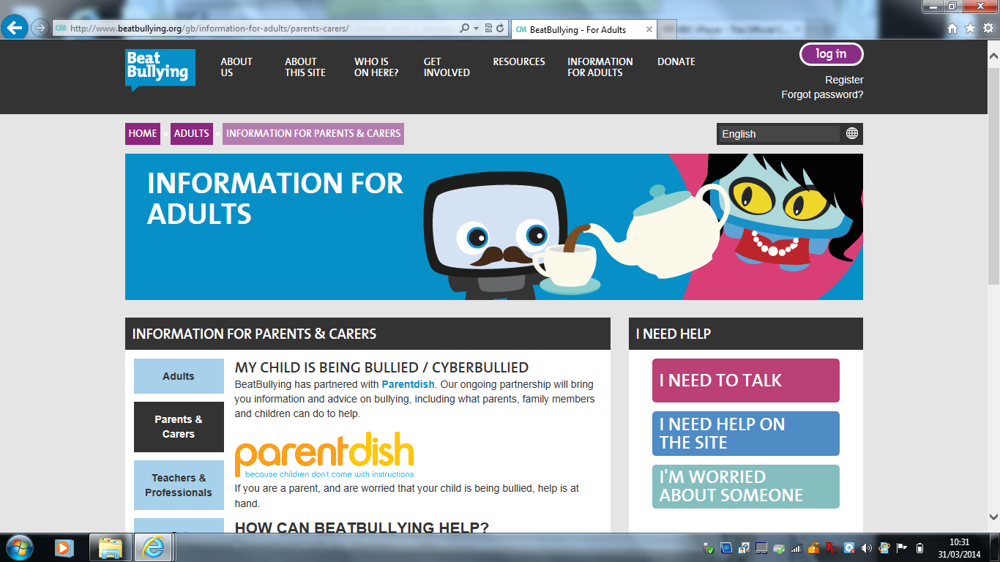 http://www.beatbullying.org/gb/information-for-adults/parents-carers/
CM BeatBullying - For Adults
Beat
Bullying
ABOUT
US
ABOUT
THIS SITE
WHO IS
ON HERE?
GET
INVOLVED
RESOURCES
INFORMATION
FOR ADULTS
DONATE
log in
Register
Forgot password?
HOME » ADULTS » INFORMATION FOR PARENTS & CARERS
English
INFORMATION FOR
ADULTS
INFORMATION FOR PARENTS & CARERS
Adults
Parents &
Carers
Teachers &
Professionals
MY CHILD IS BEING BULLIED / CYBERBULLIED
BeatBullying has partnered with Parentdish. Our ongoing partnership will bring
you information and advice on bullying, including what parents, family members
and children can do to help.
parentdish
because children don't come with instructions
If you are a parent, and are worried that your child is being bullied, help is at
hand.
HOW CAN BEATBULLYING HELP?
I NEED HELP
I NEED TO TALK
I NEED HELP ON
THE SITE
I'M WORRIED
ABOUT SOMEONE
10:31
31/03/2014